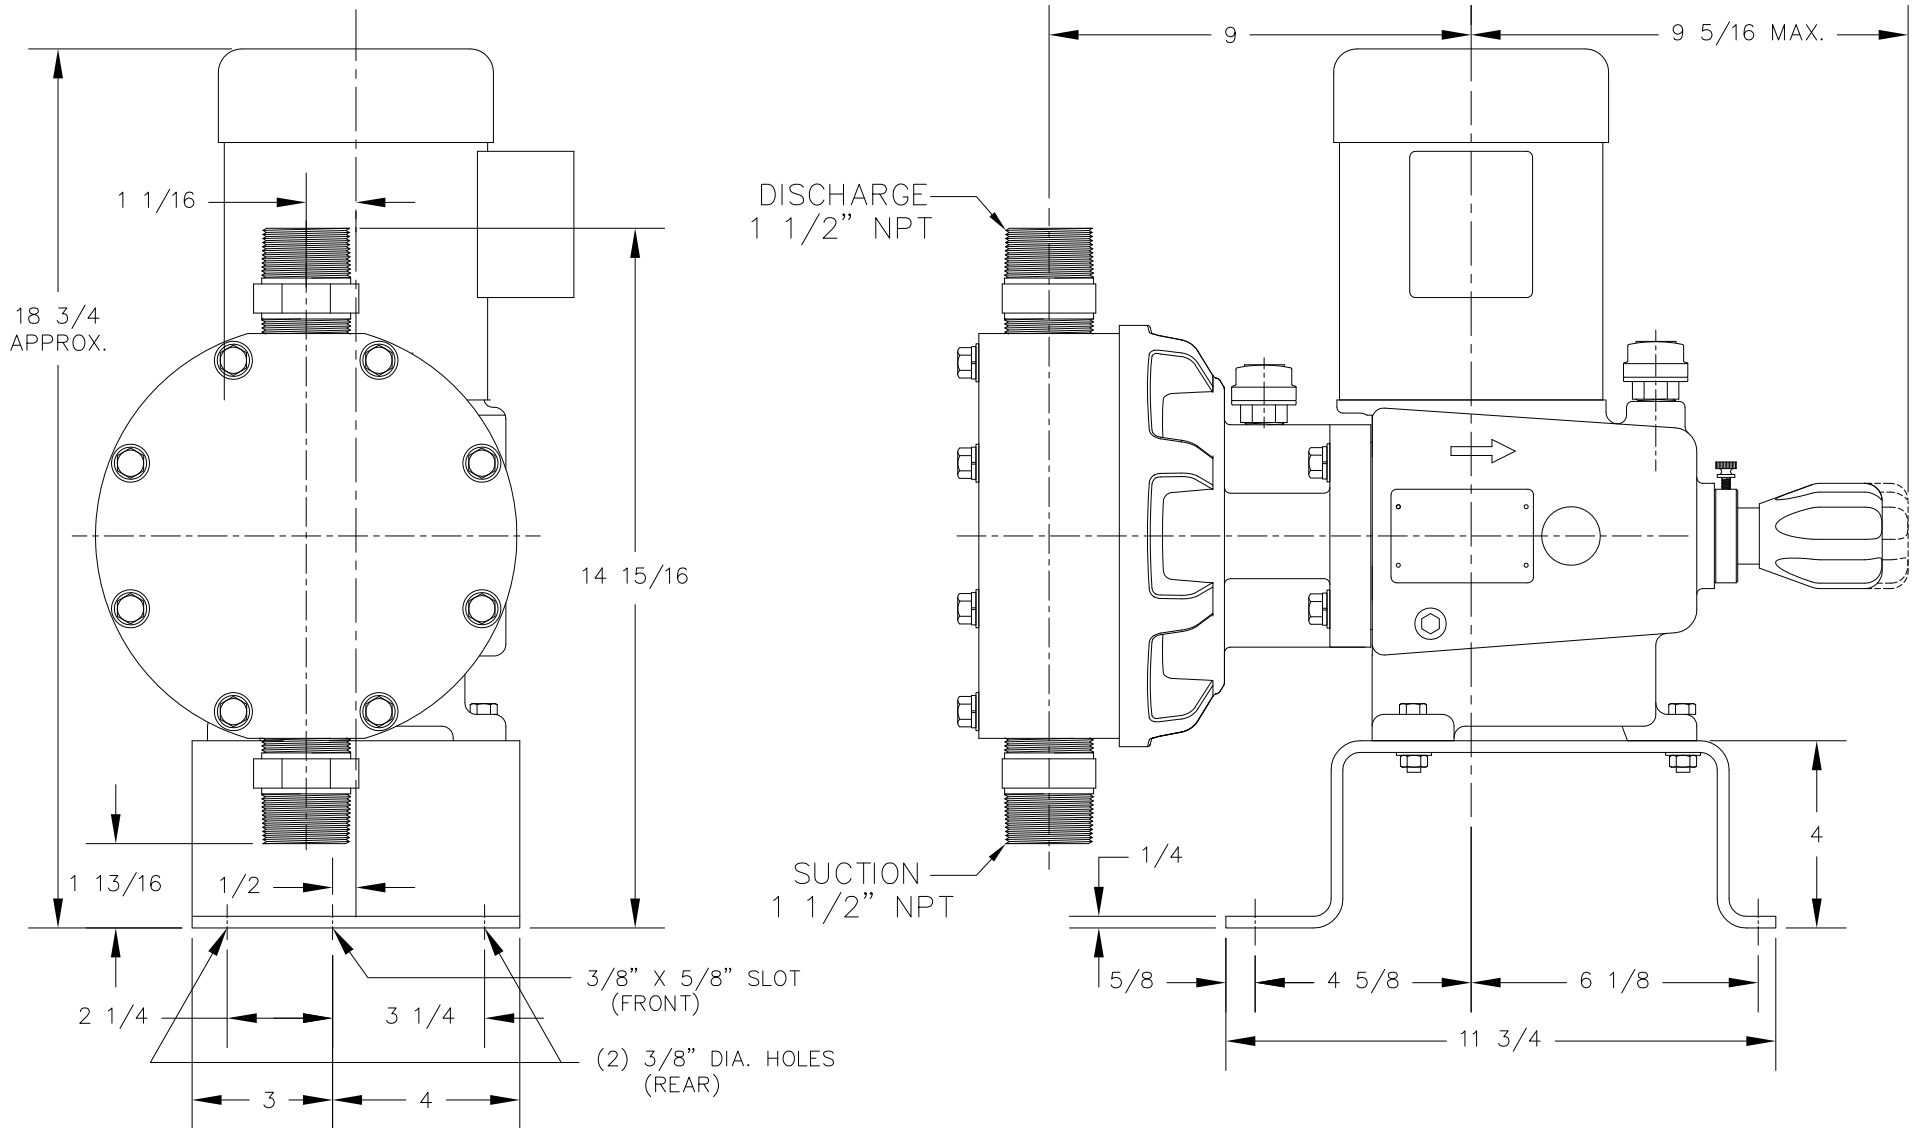 9
9 5/16 MAX.
1 1/16
DISCHARGE
1 1/2” NPT
18 3/4
APPROX.
14 15/16
4
1/4
SUCTION
1 1/2” NPT
1 13/16
1/2
3/8” X 5/8” SLOT
(FRONT)
5/8
4 5/8
6 1/8
2 1/4
3 1/4
11 3/4
(2) 3/8” DIA. HOLES
(REAR)
3
4